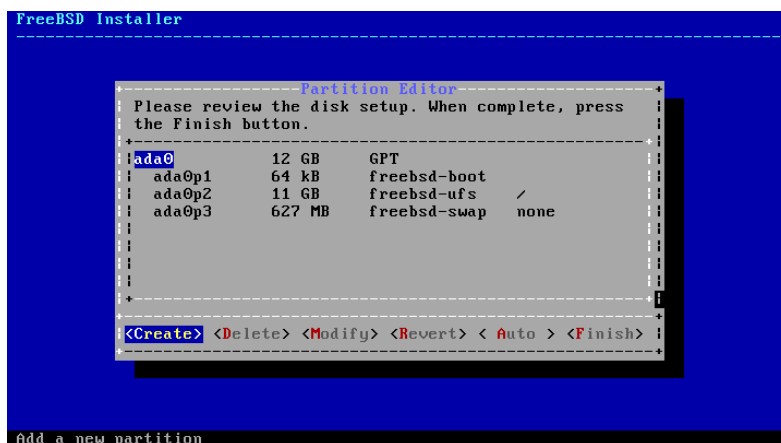 FreeBSD Installer
Partition Editor
Please review the disk setup. When complete, press
the Finish button.
ada0 12 GB GPT
ada0p1 64 kB freebsd-boot
ada0p2 11 GB freebsd-ufs /
ada0p3 627 MB freebsd-swap none
<Create> <Delete> <Modify> <Revert> < Auto > <Finish>
Add a new partition